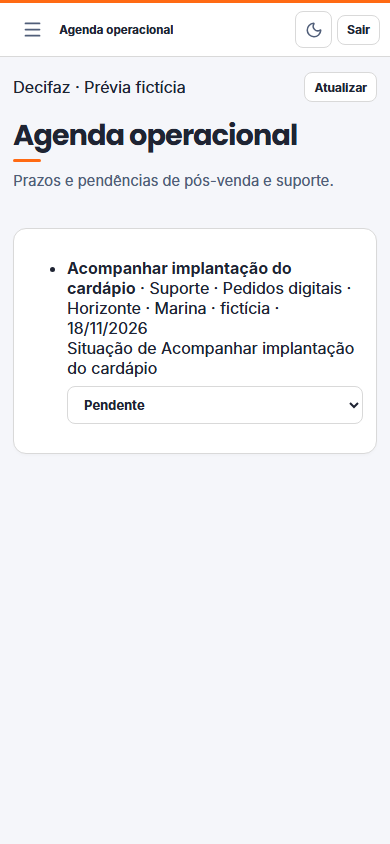 Agenda operacional
Sair
Decifaz · Prévia fictícia
Atualizar
Agenda operacional
Prazos e pendências de pós-venda e suporte.
Acompanhar implantação do
cardápio · Suporte · Pedidos digitais ·
Horizonte · Marina · fictícia ·
18/11/2026
Situação de Acompanhar implantação
do cardápio
Pendente